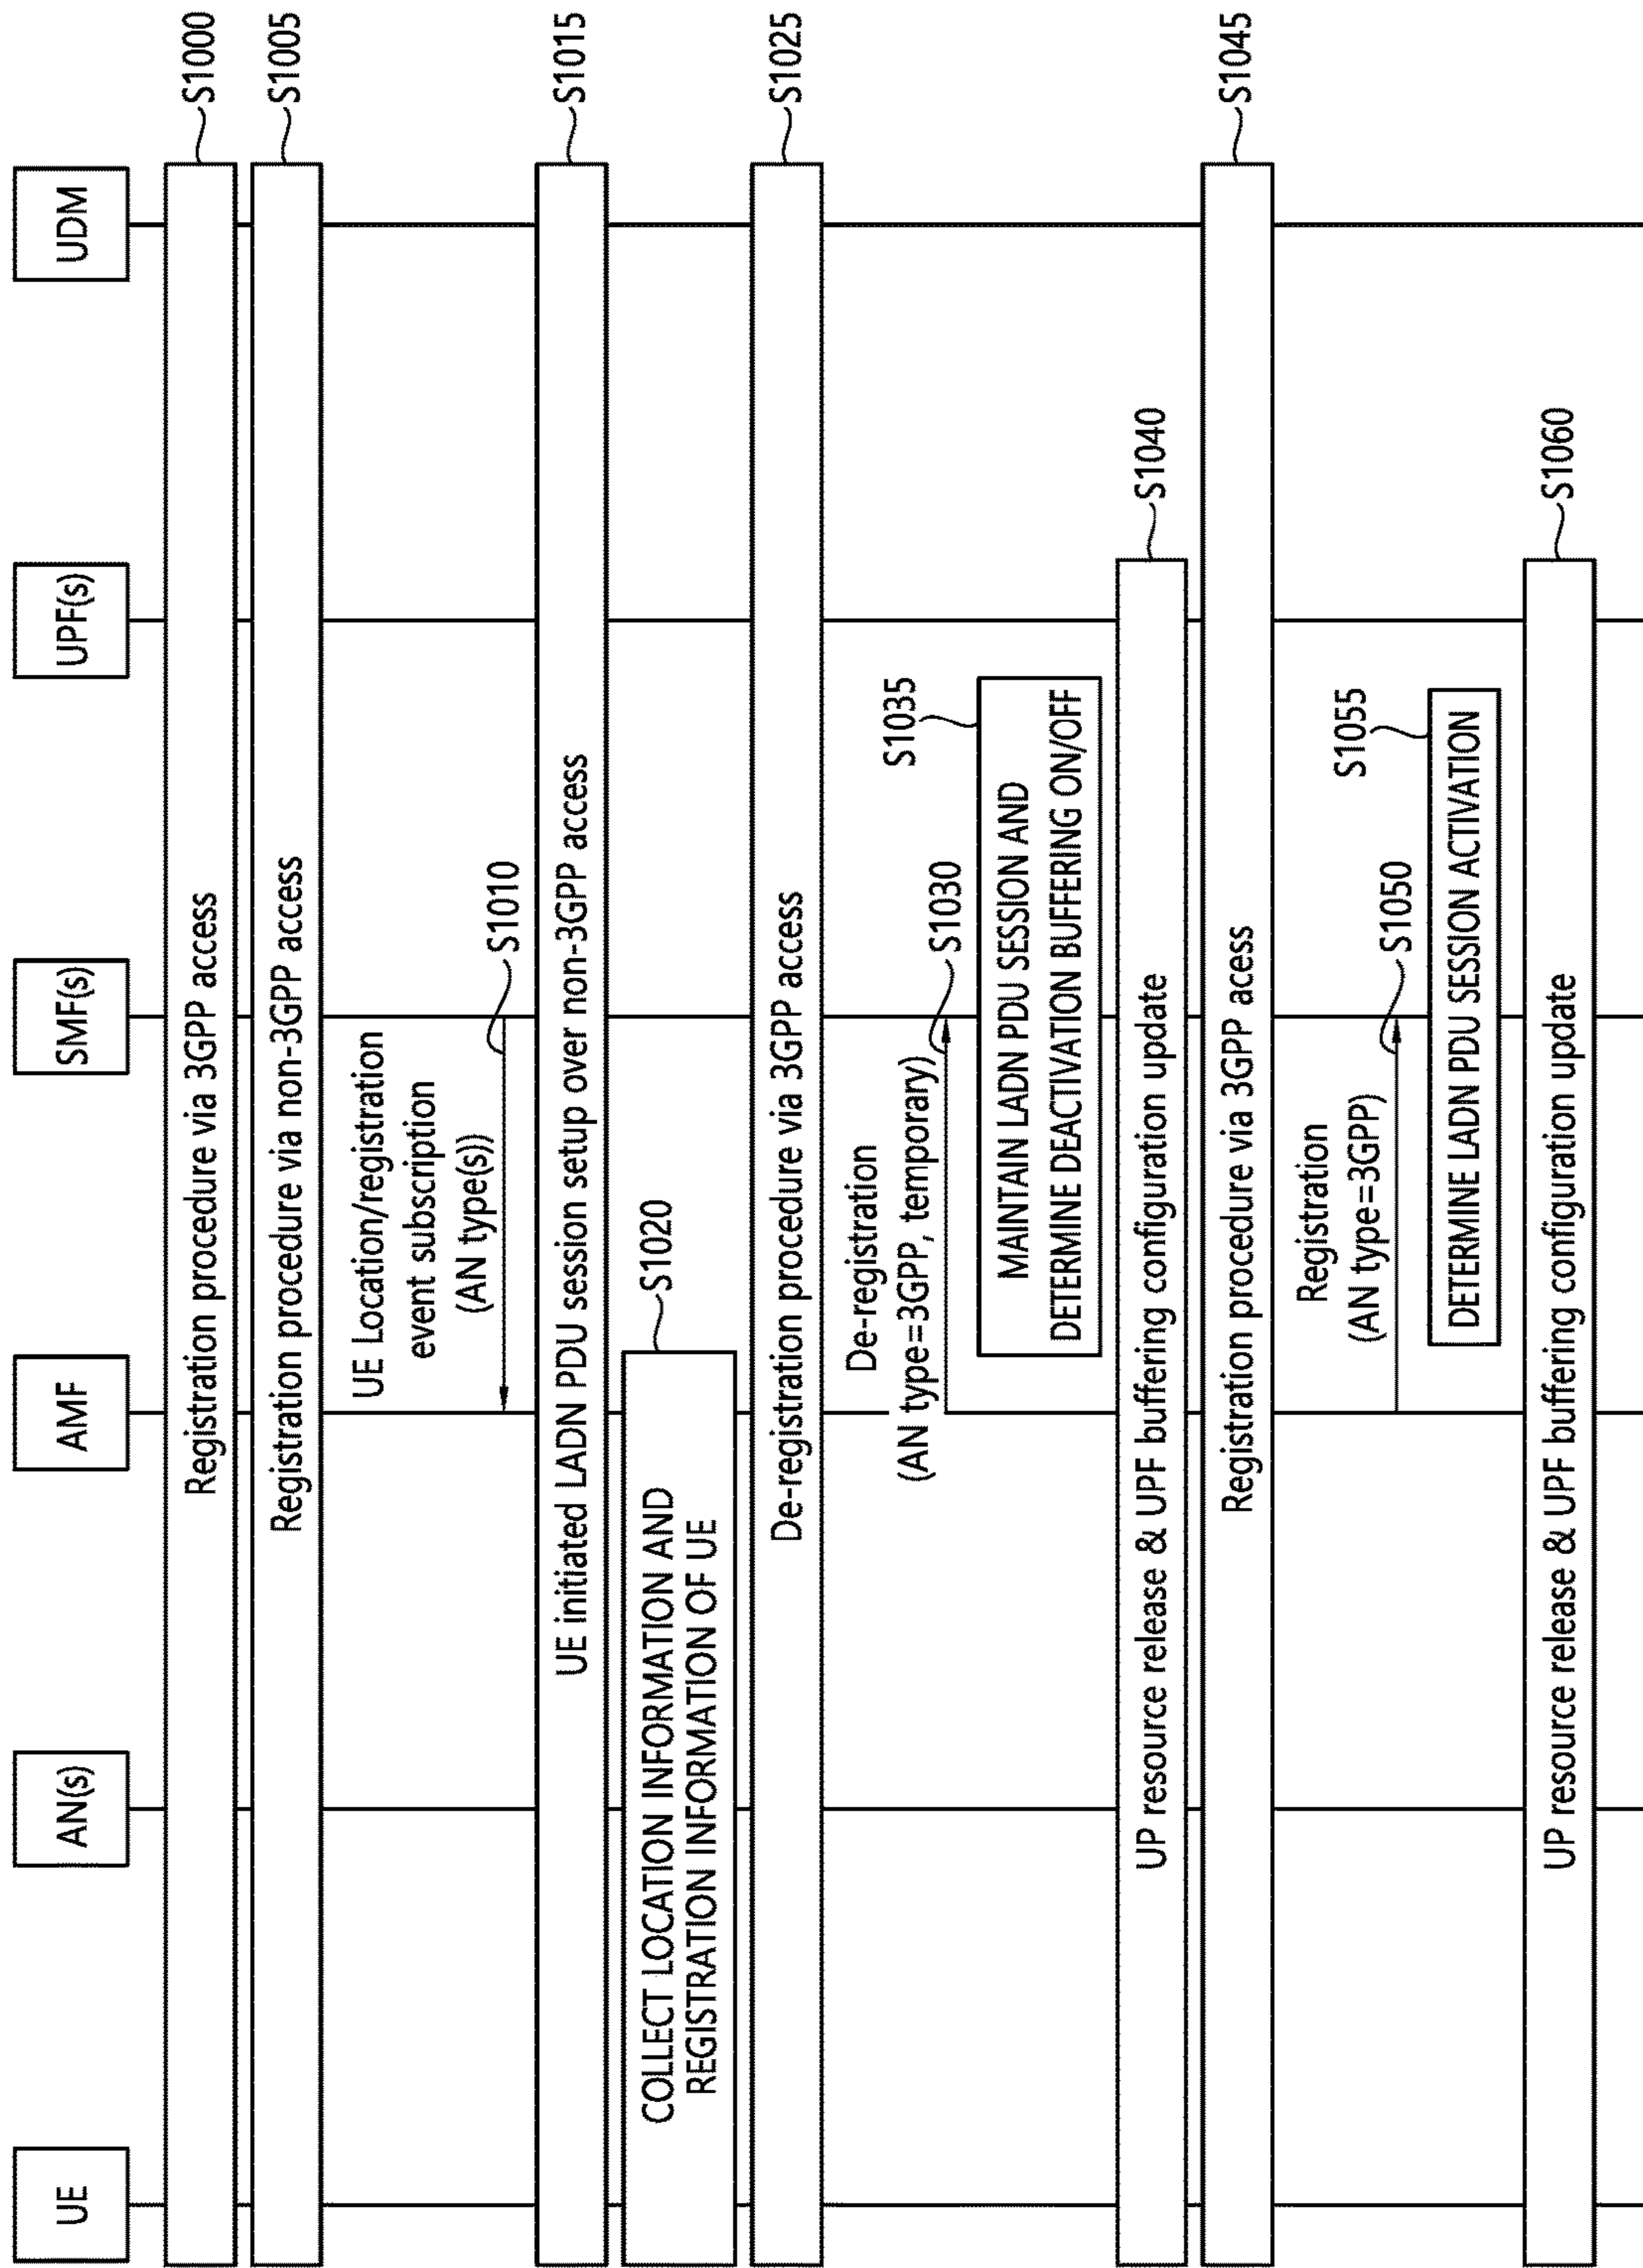 UE
AN(s)
AMF
SMF(s)
UPF(s)
UDM
Registration procedure via 3GPP access
S1000
Registration procedure via non-3GPP access
S1005
UE Location/registration
event subscription
(AN type(s))
S1010
UE initiated LADN PDU session setup over non-3GPP access
S1015
COLLECT LOCATION INFORMATION AND
REGISTRATION INFORMATION OF UE
S1020
De-registration procedure via 3GPP access
S1025
De-registration
(AN type=3GPP, temporary)
S1030
S1035
MAINTAIN LADN PDU SESSION AND
DETERMINE DEACTIVATION BUFFERING ON/OFF
UP resource release & UPF buffering configuration update
S1040
Registration procedure via 3GPP acess
S1045
Registration
(AN type=3GPP)
S1050
S1055
DETERMINE LADN PDU SESSION ACTIVATION
UP resource release & UPF buffering configuration update
S1060